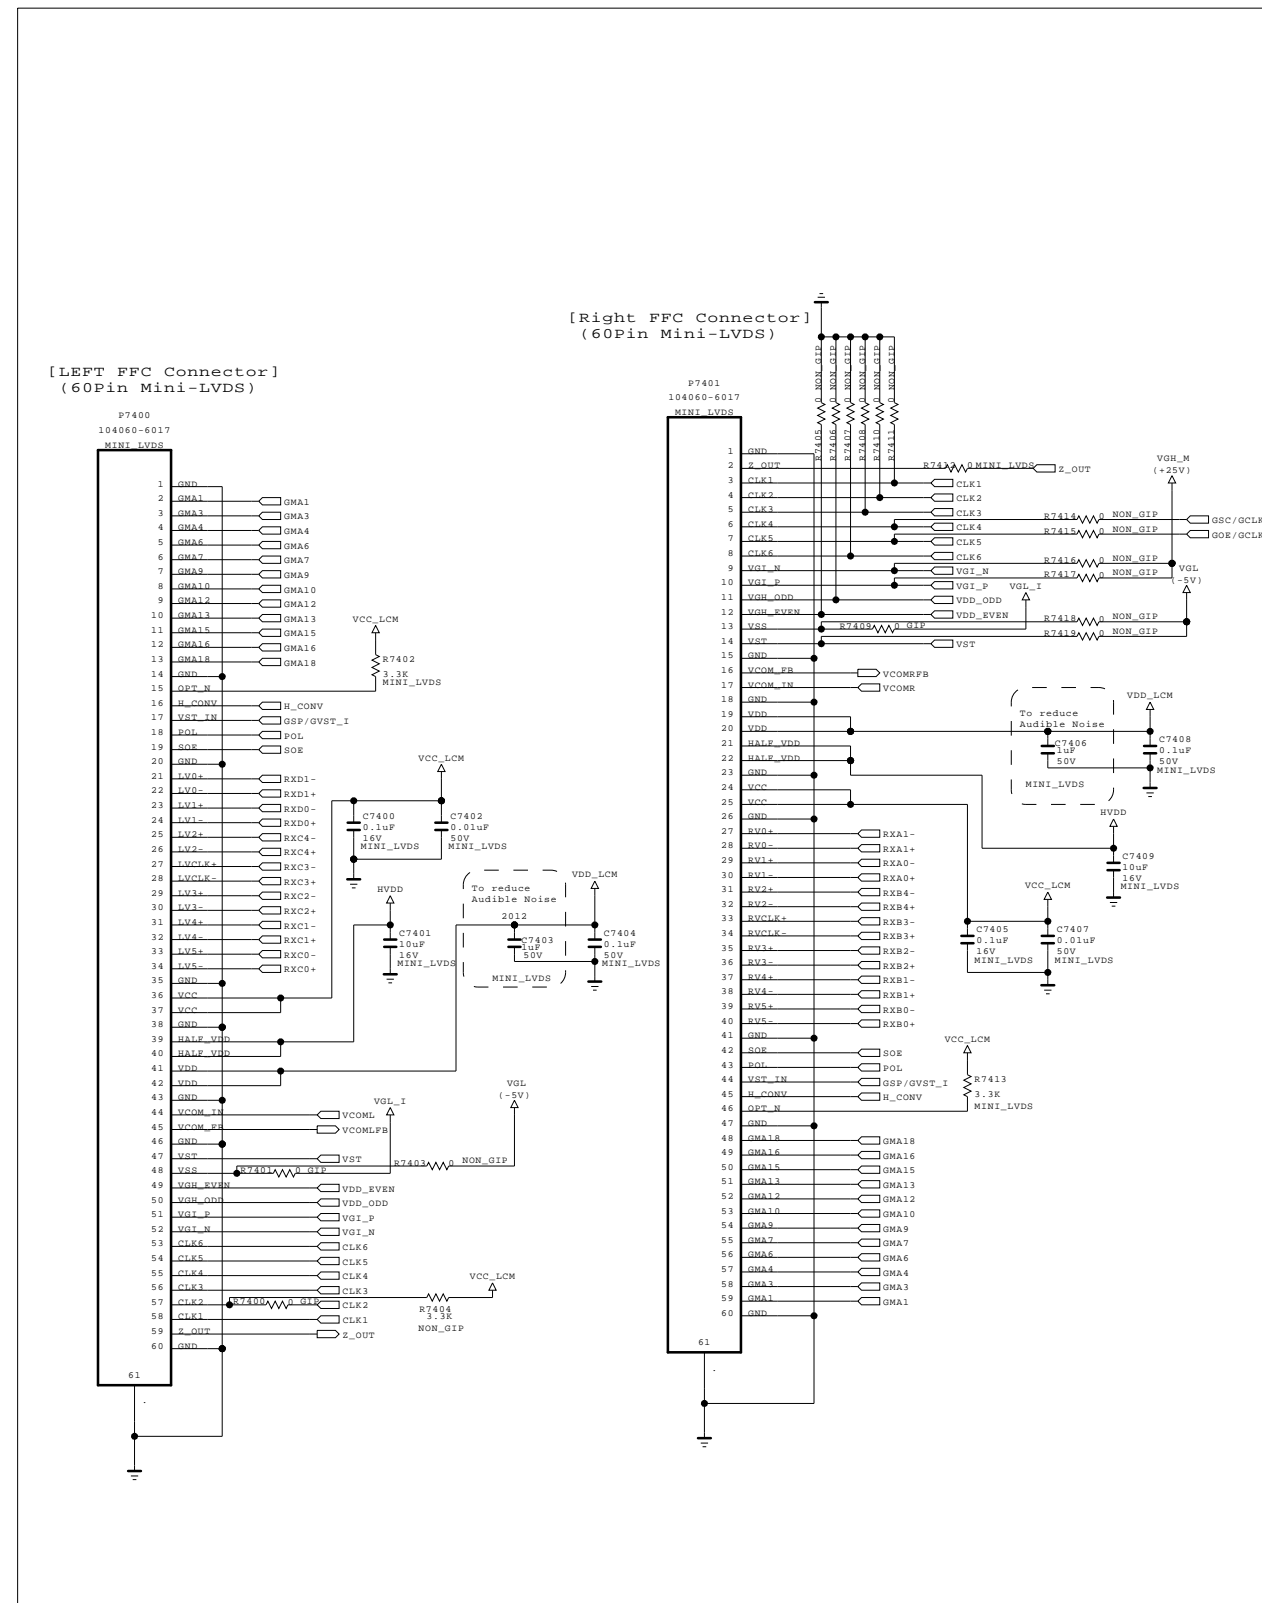 [LEFT FFC Connector]
(60Pin Mini-LVDS)
P7400
104060-6017
MINI_LVDS
1 GND
2 GMA1 GMA1
3 GMA3 GMA3
4 GMA4 GMA4
5 GMA6 GMA6
6 GMA7 GMA7
7 GMA9 GMA9
8 GMA10 GMA10
9 GMA12 GMA12
10 GMA13 GMA13
11 GMA15 GMA15
12 GMA16 GMA16
13 GMA18 GMA18
14 GND
15 OPT_N
16 H_CONV H_CONV
17 VST_IN GSP/GVST_I
18 POL POL
19 SOE SOE
20 GND
21 LV0+ RXD1-
22 LV0- RXD1+
23 LV1+ RXD0-
24 LV1- RXD0+
25 LV2+ RXC4-
26 LV2- RXC4+
27 LVCLK+ RXC3-
28 LVCLK- RXC3+
29 LV3+ RXC2-
30 LV3- RXC2+
31 LV4+ RXC1-
32 LV4- RXC1+
33 LV5+ RXC0-
34 LV5- RXC0+
35 GND
36 VCC
37 VCC
38 GND
39 HALF_VDD
40 HALF_VDD
41 VDD
42 VDD
43 GND
44 VCOM_IN VCOML
45 VCOM_FB VCOMLFB
46 GND
47 VST VST
48 VSS
49 VGH_EVEN VDD_EVEN
50 VGH_ODD VDD_ODD
51 VGI_P VGI_P
52 VGI_N VGI_N
53 CLK6 CLK6
54 CLK5 CLK5
55 CLK4 CLK4
56 CLK3 CLK3
57 CLK2 CLK2
58 CLK1 CLK1
59 Z_OUT Z_OUT
60 GND
61
.
VCC_LCM
R7402
3.3K
MINI_LVDS
VCC_LCM
C7400
0.1uF
16V
MINI_LVDS
C7402
0.01uF
50V
MINI_LVDS
HVDD
C7401
10uF
16V
MINI_LVDS
To reduce
Audible Noise
2012
C7403
1uF
50V
MINI_LVDS
VDD_LCM
C7404
0.1uF
50V
MINI_LVDS
VGL_I
VGL
(-5V)
R7401 0 GIP
R7403 0 NON_GIP
R7400 0 GIP
VCC_LCM
R7404
3.3K
NON_GIP
[Right FFC Connector]
(60Pin Mini-LVDS)
P7401
104060-6017
MINI_LVDS
1 GND
2 Z_OUT Z_OUT
3 CLK1 CLK1
4 CLK2 CLK2
5 CLK3 CLK3
6 CLK4 CLK4
7 CLK5 CLK5
8 CLK6 CLK6
9 VGI_N VGI_N
10 VGI_P VGI_P
11 VGH_ODD VDD_ODD
12 VGH_EVEN VDD_EVEN
13 VSS
14 VST VST
15 GND
16 VCOM_FB VCOMRFB
17 VCOM_IN VCOMR
18 GND
19 VDD
20 VDD
21 HALF_VDD
22 HALF_VDD
23 GND
24 VCC
25 VCC
26 GND
27 RV0+ RXA1-
28 RV0- RXA1+
29 RV1+ RXA0-
30 RV1- RXA0+
31 RV2+ RXB4-
32 RV2- RXB4+
33 RVCLK+ RXB3-
34 RVCLK- RXB3+
35 RV3+ RXB2-
36 RV3- RXB2+
37 RV4+ RXB1-
38 RV4- RXB1+
39 RV5+ RXB0-
40 RV5- RXB0+
41 GND
42 SOE SOE
43 POL POL
44 VST_IN GSP/GVST_I
45 H_CONV H_CONV
46 OPT_N
47 GND
48 GMA18 GMA18
49 GMA16 GMA16
50 GMA15 GMA15
51 GMA13 GMA13
52 GMA12 GMA12
53 GMA10 GMA10
54 GMA9 GMA9
55 GMA7 GMA7
56 GMA6 GMA6
57 GMA4 GMA4
58 GMA3 GMA3
59 GMA1 GMA1
60 GND
61
.
R7405 0 NON_GIP
R7406 0 NON_GIP
R7407 0 NON_GIP
R7408 0 NON_GIP
R7410 0 NON_GIP
R7411 0 NON_GIP
0 MINI_LVDS
VGH_M
(+25V)
R7414 0 NON_GIP GSC/GCLK
R7415 0 NON_GIP GOE/GCLK
R7416 0 NON_GIP
R7417 0 NON_GIP
VGL
(-5V)
VGL_I
R7409 0 GIP
R7418 0 NON_GIP
R7419 0 NON_GIP
To reduce
Audible Noise
C7406
1uF
50V
MINI_LVDS
VDD_LCM
C7408
0.1uF
50V
MINI_LVDS
HVDD
C7409
10uF
16V
MINI_LVDS
VCC_LCM
C7405
0.1uF
16V
MINI_LVDS
C7407
0.01uF
50V
MINI_LVDS
VCC_LCM
R7413
3.3K
MINI_LVDS